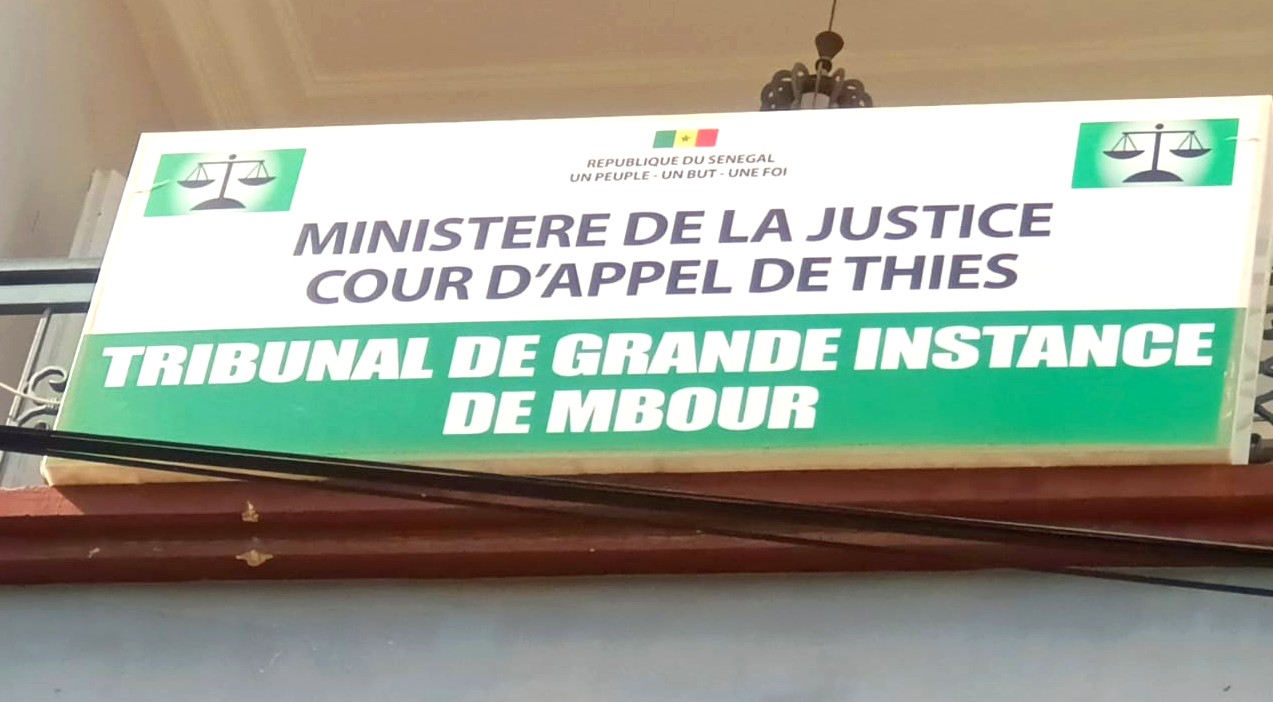 REPUBLIQUE DU SENEGAL
UN PEUPLE - UN BUT - UNE FOI
MINISTERE DE LA JUSTICE
COUR D'APPEL DE THIES
TRIBUNAL DE GRANDE INSTANCE
DE MBOUR